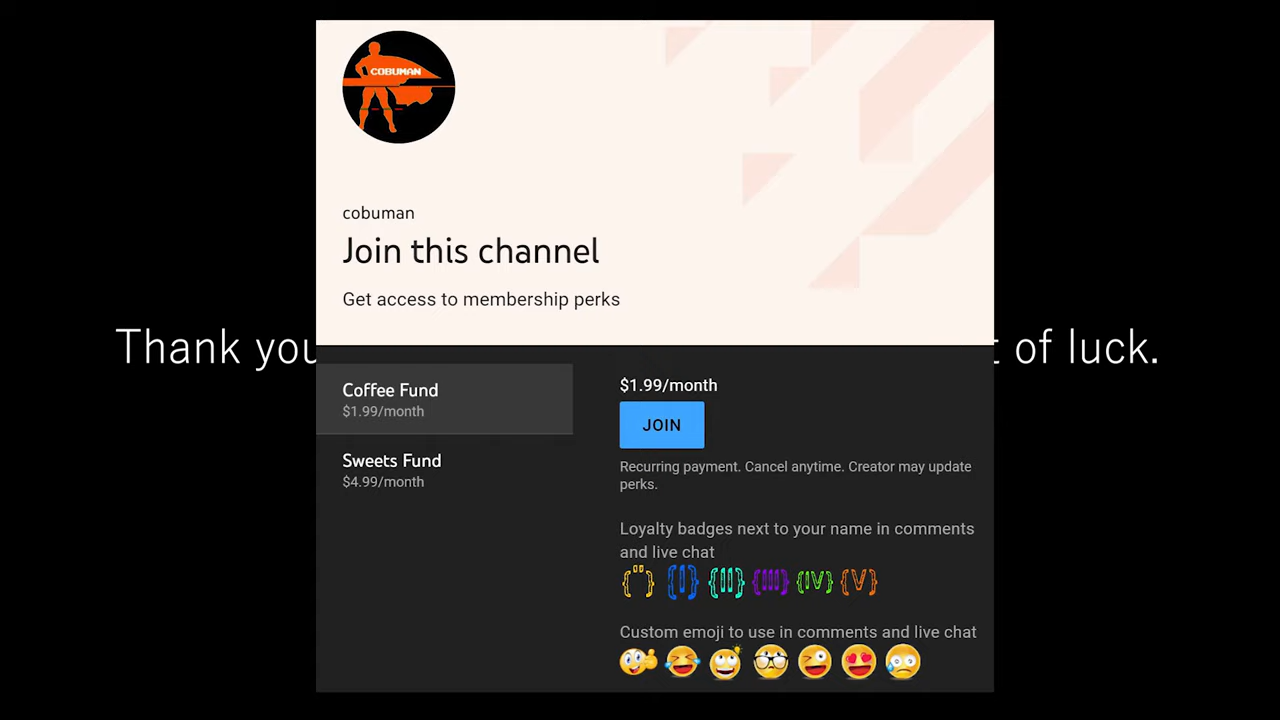 COBUMAN
cobuman
Join this channel
Get access to membership perks
Thank you of luck.
Coffee Fund
$1.99/month
Sweets Fund
$4.99/month
$1.99/month
JOIN
Recurring payment. Cancel anytime. Creator may update
perks.
Loyalty badges next to your name in comments
and live chat
{""} {I} {II} {III} {IV} {V}
Custom emoji to use in comments and live chat